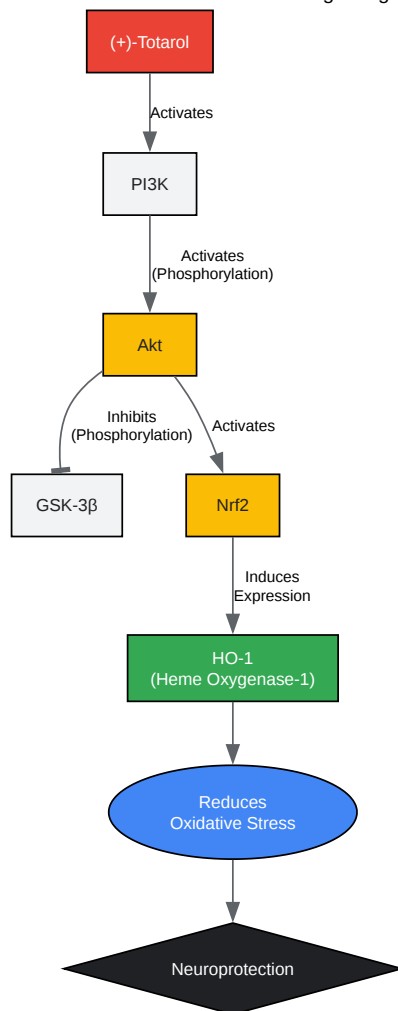 (+)-Totarol
Activates
PI3K
Activates
(Phosphorylation)
Akt
Inhibits
(Phosphorylation)
Activates
GSK-3β
Nrf2
Induces
Expression
HO-1
(Heme Oxygenase-1)
Reduces
Oxidative Stress
Neuroprotection